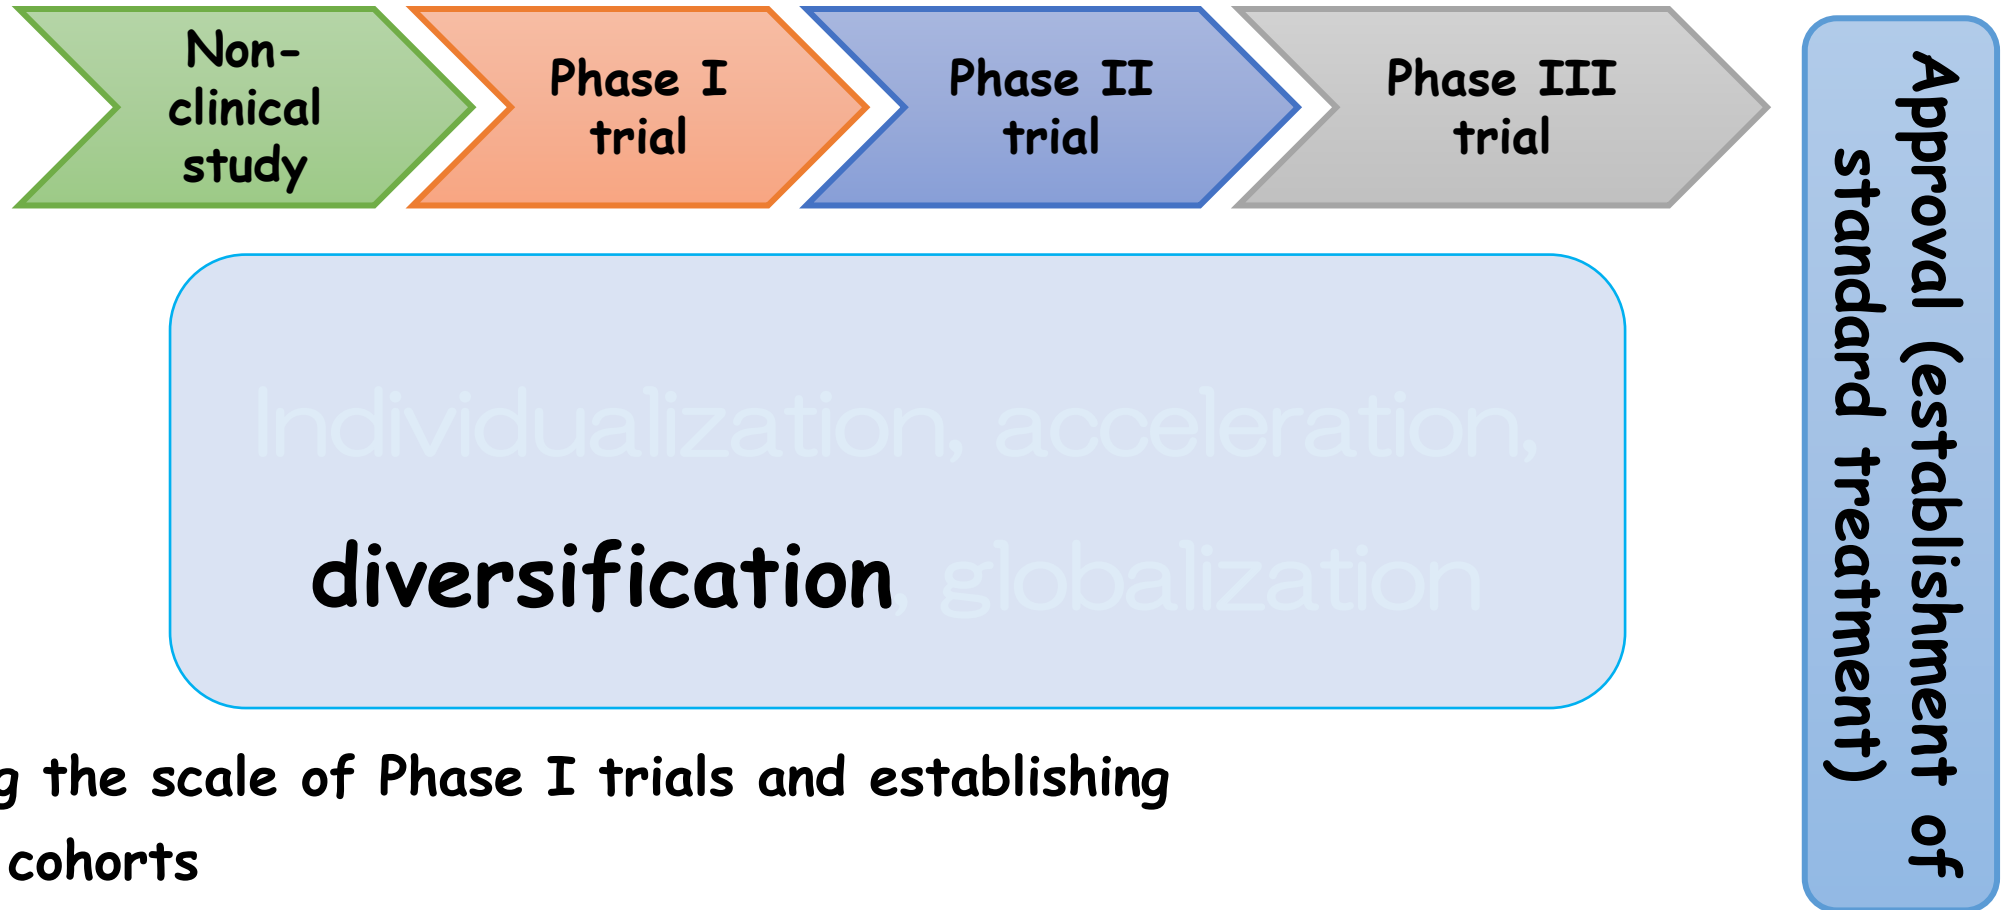 Non-
clinical
study
Phase I
trial
Phase II
trial
Phase III
trial
Approval (establishment of
standard treatment)
Individualization, acceleration,
diversification, globalization
g the scale of Phase I trials and establishing
cohorts